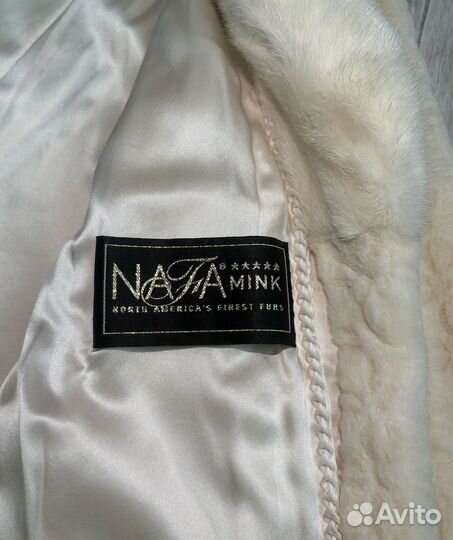 NAFA® ★★★★★ MINK
NORTH AMERICA'S FINEST FURS
Avito